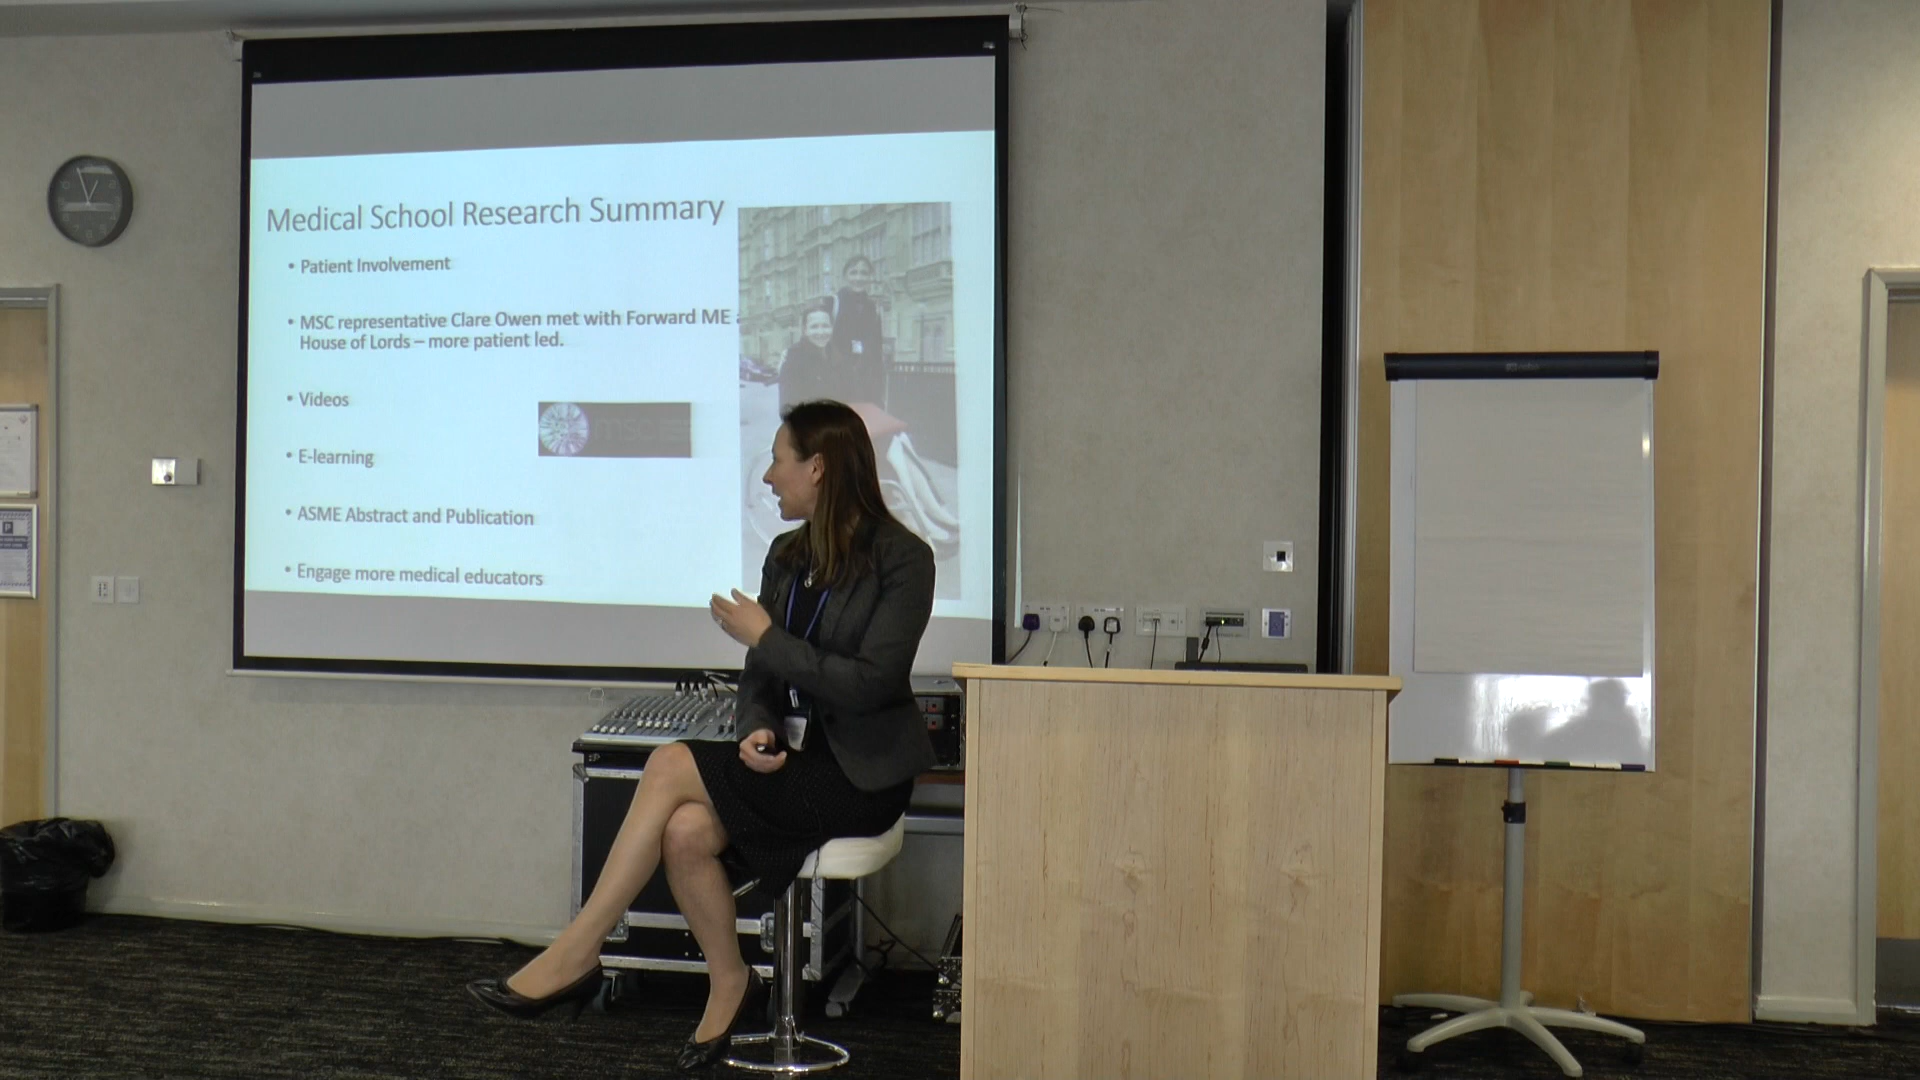 Medical School Research Summary
• Patient Involvement
• MSC representative Clare Owen met with Forward ME
House of Lords – more patient led.
• Videos
msc
• E-learning
• ASME Abstract and Publication
• Engage more medical educators
P